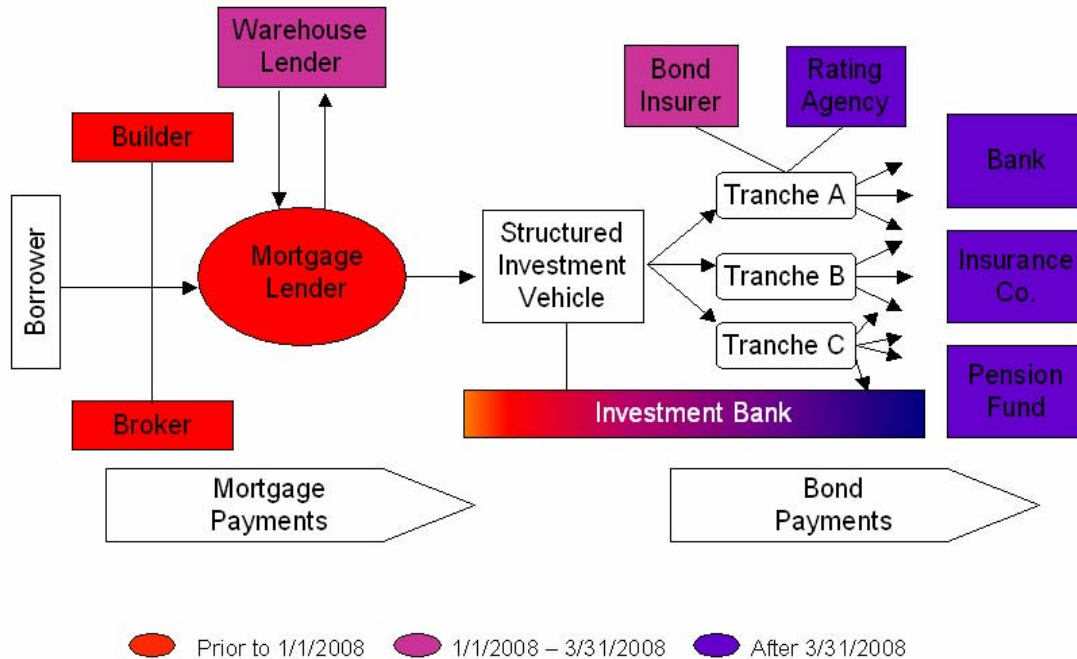 Warehouse
Lender
Bond
Insurer
Rating
Agency
Builder
Bank
Tranche A
Borrower
Mortgage
Lender
Structured
Investment
Vehicle
Tranche B
Insurance
Co.
Tranche C
Pension
Fund
Broker
Investment Bank
Mortgage
Payments
Bond
Payments
Prior to 1/1/2008
1/1/2008 – 3/31/2008
After 3/31/2008